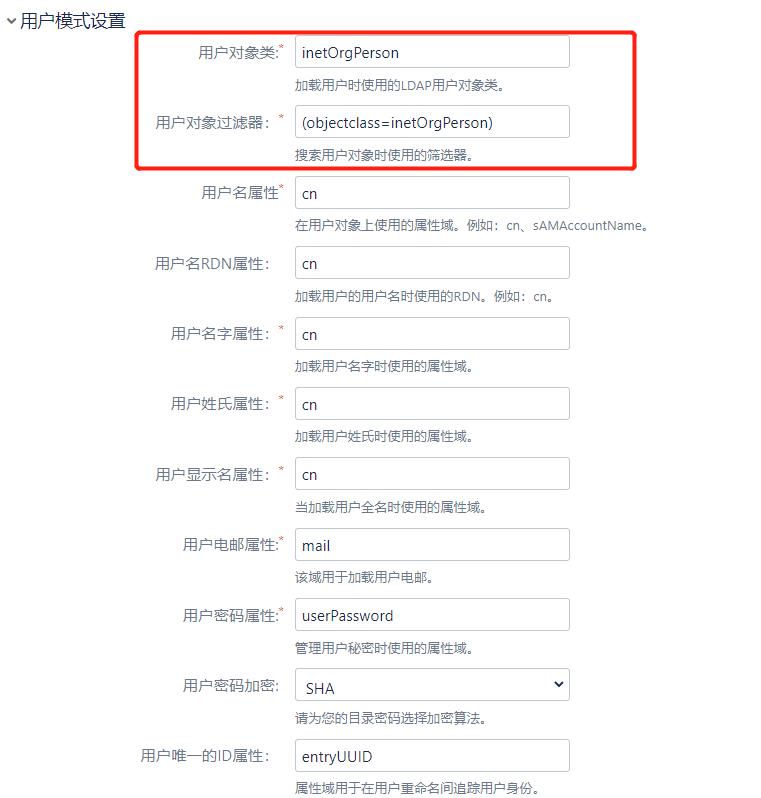 用户模式设置
用户对象类:* inetOrgPerson
加载用户时使用的LDAP用户对象类。
用户对象过滤器：* (objectclass=inetOrgPerson)
搜索用户对象时使用的筛选器。
用户名属性* cn
在用户对象上使用的属性域。例如：cn、sAMAccountName。
用户名RDN属性： cn
加载用户的用户名时使用的RDN。例如：cn。
用户名字属性：* cn
加载用户名字时使用的属性域。
用户姓氏属性：* cn
加载用户姓氏时使用的属性域。
用户显示名属性：* cn
当加载用户全名时使用的属性域。
用户电邮属性:* mail
该域用于加载用户电邮。
用户密码属性:* userPassword
管理用户秘密时使用的属性域。
用户密码加密: SHA
请为您的目录密码选择加密算法。
用户唯一的ID属性： entryUUID
属性域用于在用户重命名间追踪用户身份。